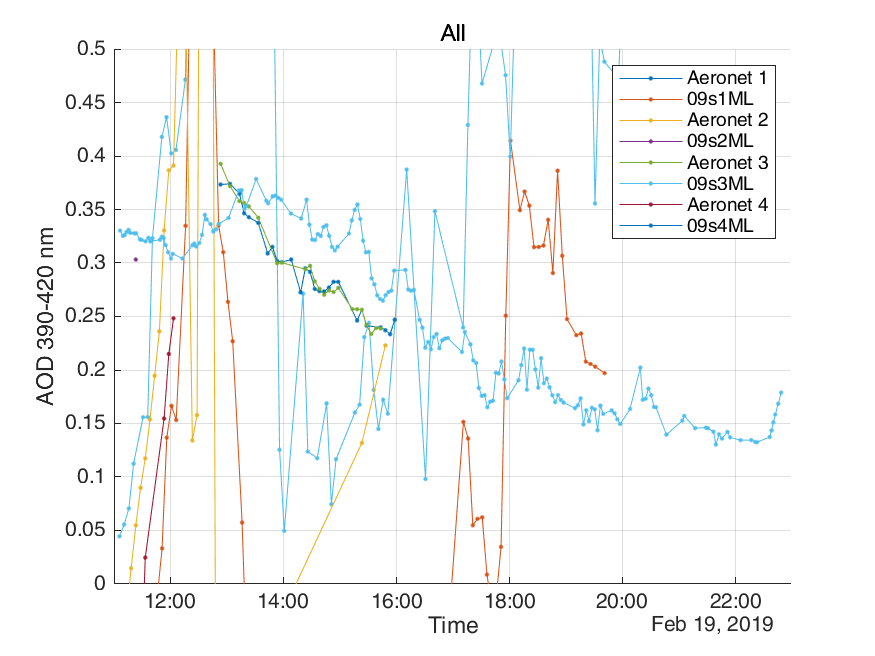 All
0.5
0.45
0.4
0.35
0.3
0.25
0.2
0.15
0.1
0.05
0
AOD 390-420 nm
Aeronet 1
09s1ML
Aeronet 2
09s2ML
Aeronet 3
09s3ML
Aeronet 4
09s4ML
12:00 14:00 16:00 18:00 20:00 22:00
Time
Feb 19, 2019